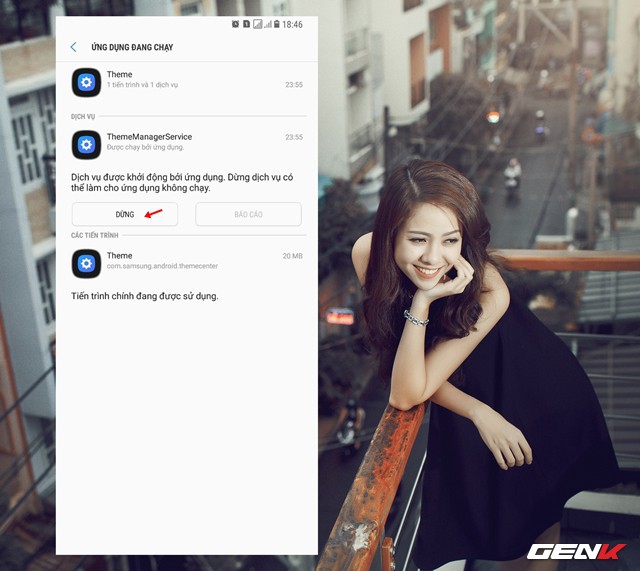 18:46
ỨNG DỤNG ĐANG CHẠY
Theme
1 tiến trình và 1 dịch vụ
23:55
DỊCH VỤ
ThemeManagerService
23:55
Được chạy bởi ứng dụng.
Dịch vụ được khởi động bởi ứng dụng. Dừng dịch vụ có
thể làm cho ứng dụng không chạy.
DỪNG
BÁO CÁO
CÁC TIẾN TRÌNH
Theme
20 MB
com.samsung.android.themecenter
Tiến trình chính đang được sử dụng.
GENK